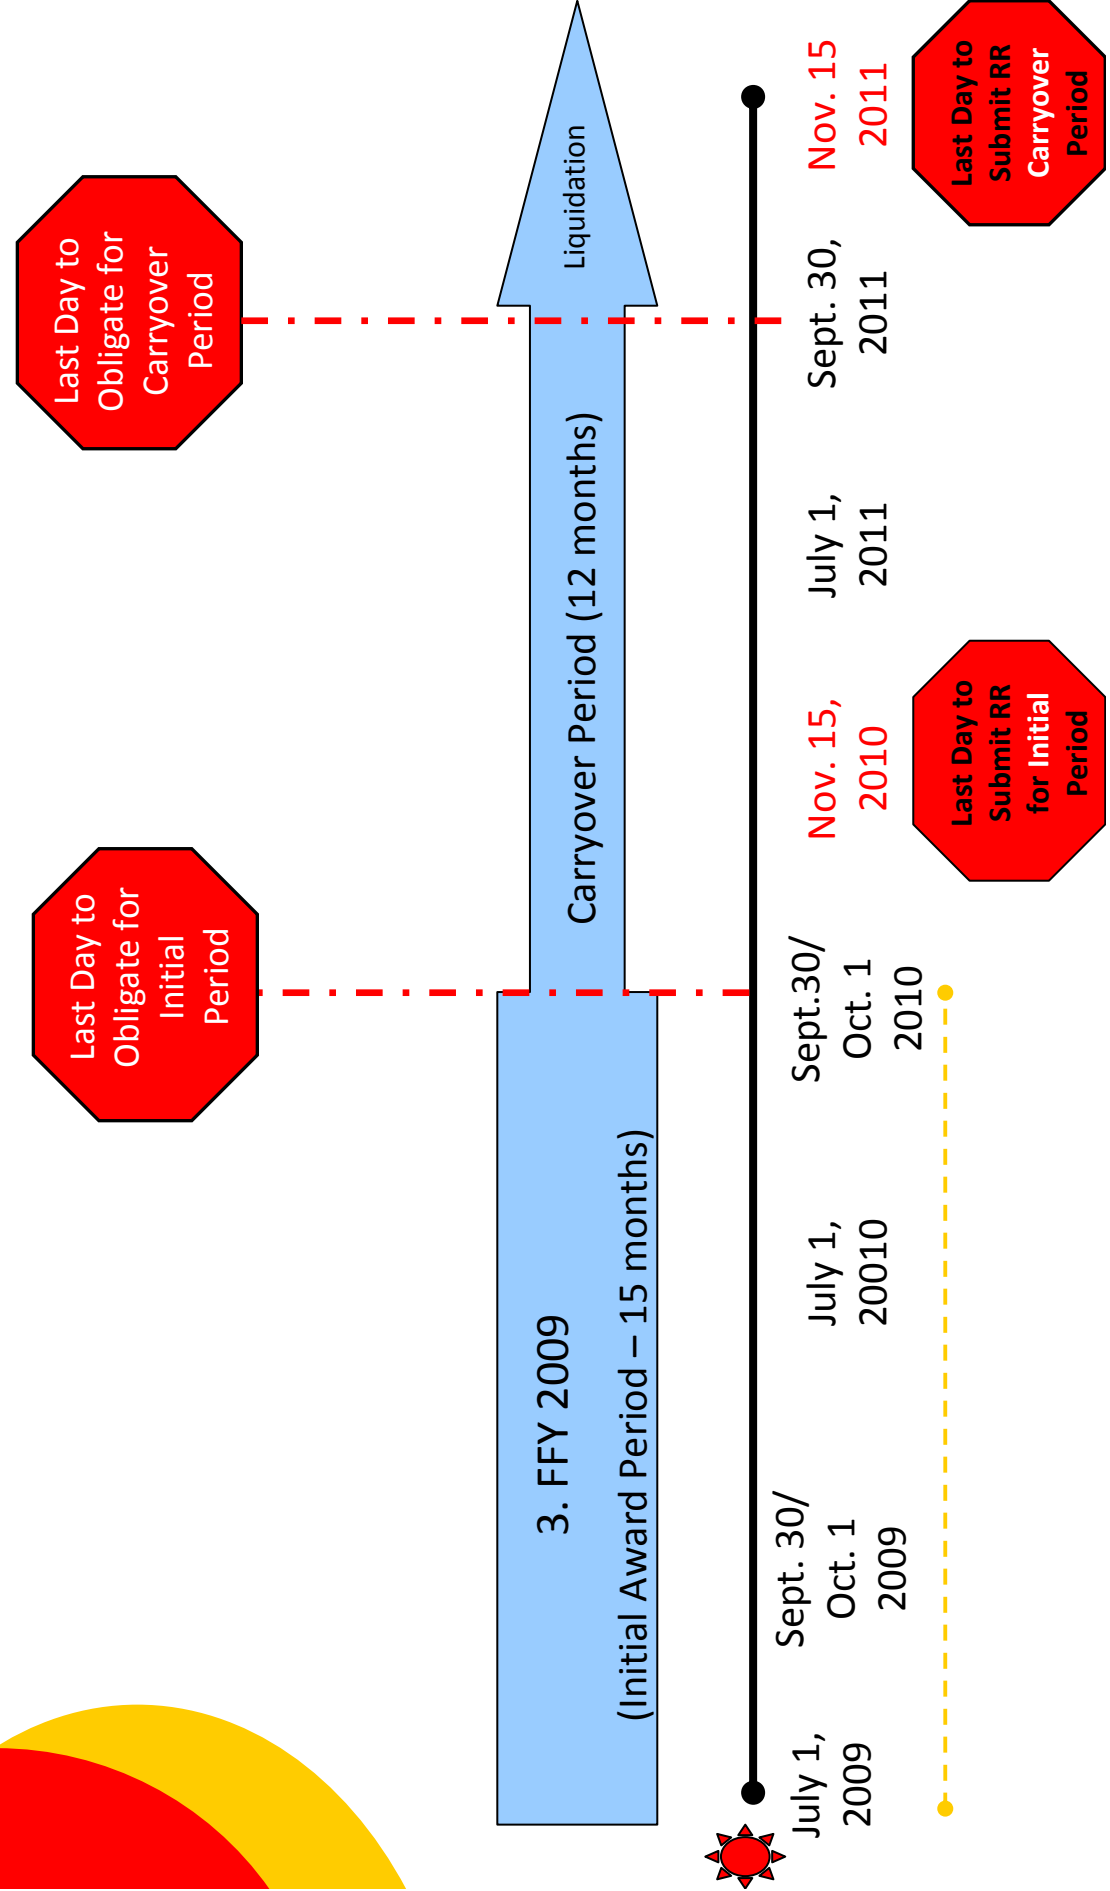 Last Day to
Obligate for
Initial
Period
Last Day to
Obligate for
Carryover
Period
3. FFY 2009
(Initial Award Period – 15 months)
Carryover Period (12 months)
Liquidation
July 1,
2009
Sept. 30/
Oct. 1
2009
July 1,
20010
Sept.30/
Oct. 1
2010
Nov. 15,
2010
July 1,
2011
Sept. 30,
2011
Nov. 15
2011
Last Day to
Submit RR
for Initial
Period
Last Day to
Submit RR
Carryover
Period